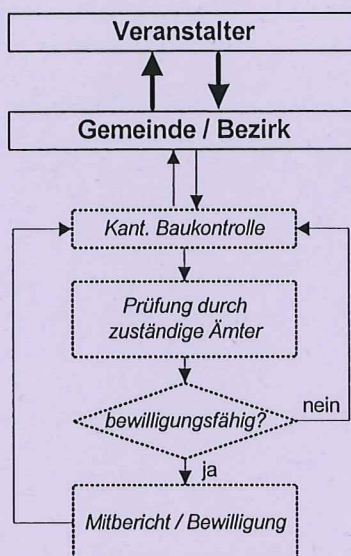 Veranstalter
Gemeinde / Bezirk
Kant. Baukontrolle
Prüfung durch
zuständige Ämter
bewilligungsfähig?
nein
ja
Mitbericht / Bewilligung